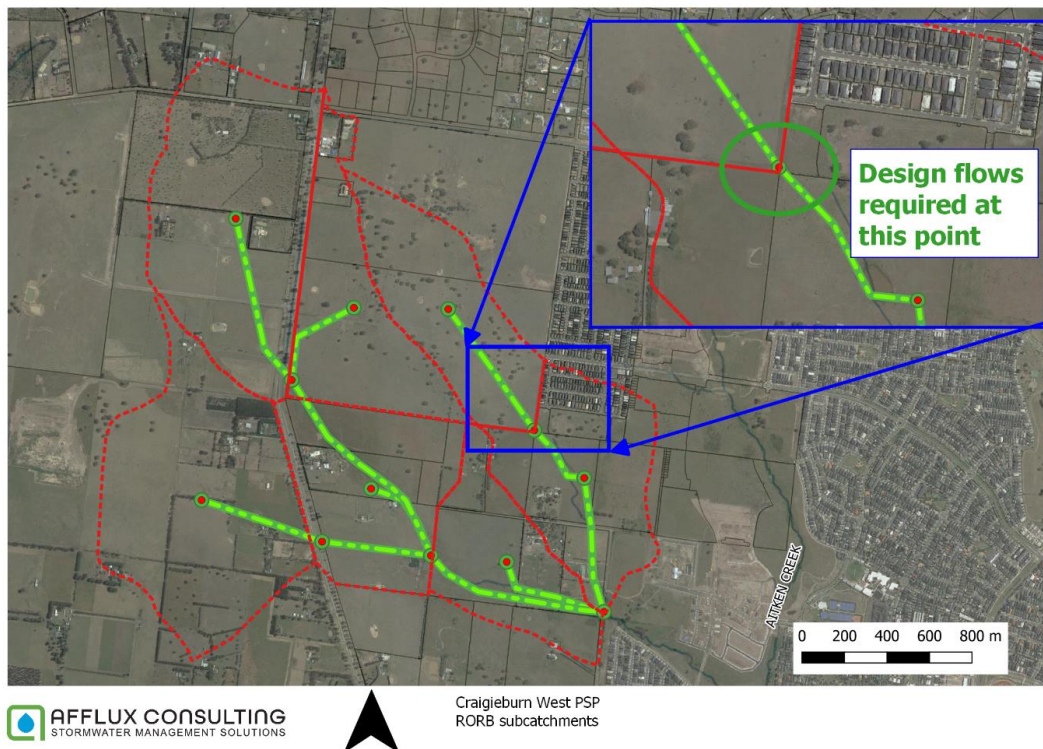 Design flows
required at
this point
AITKEN CREEK
0 200 400 600 800 m
AFFLUX CONSULTING
STORMWATER MANAGEMENT SOLUTIONS
Craigieburn West PSP
RORB subcatchments